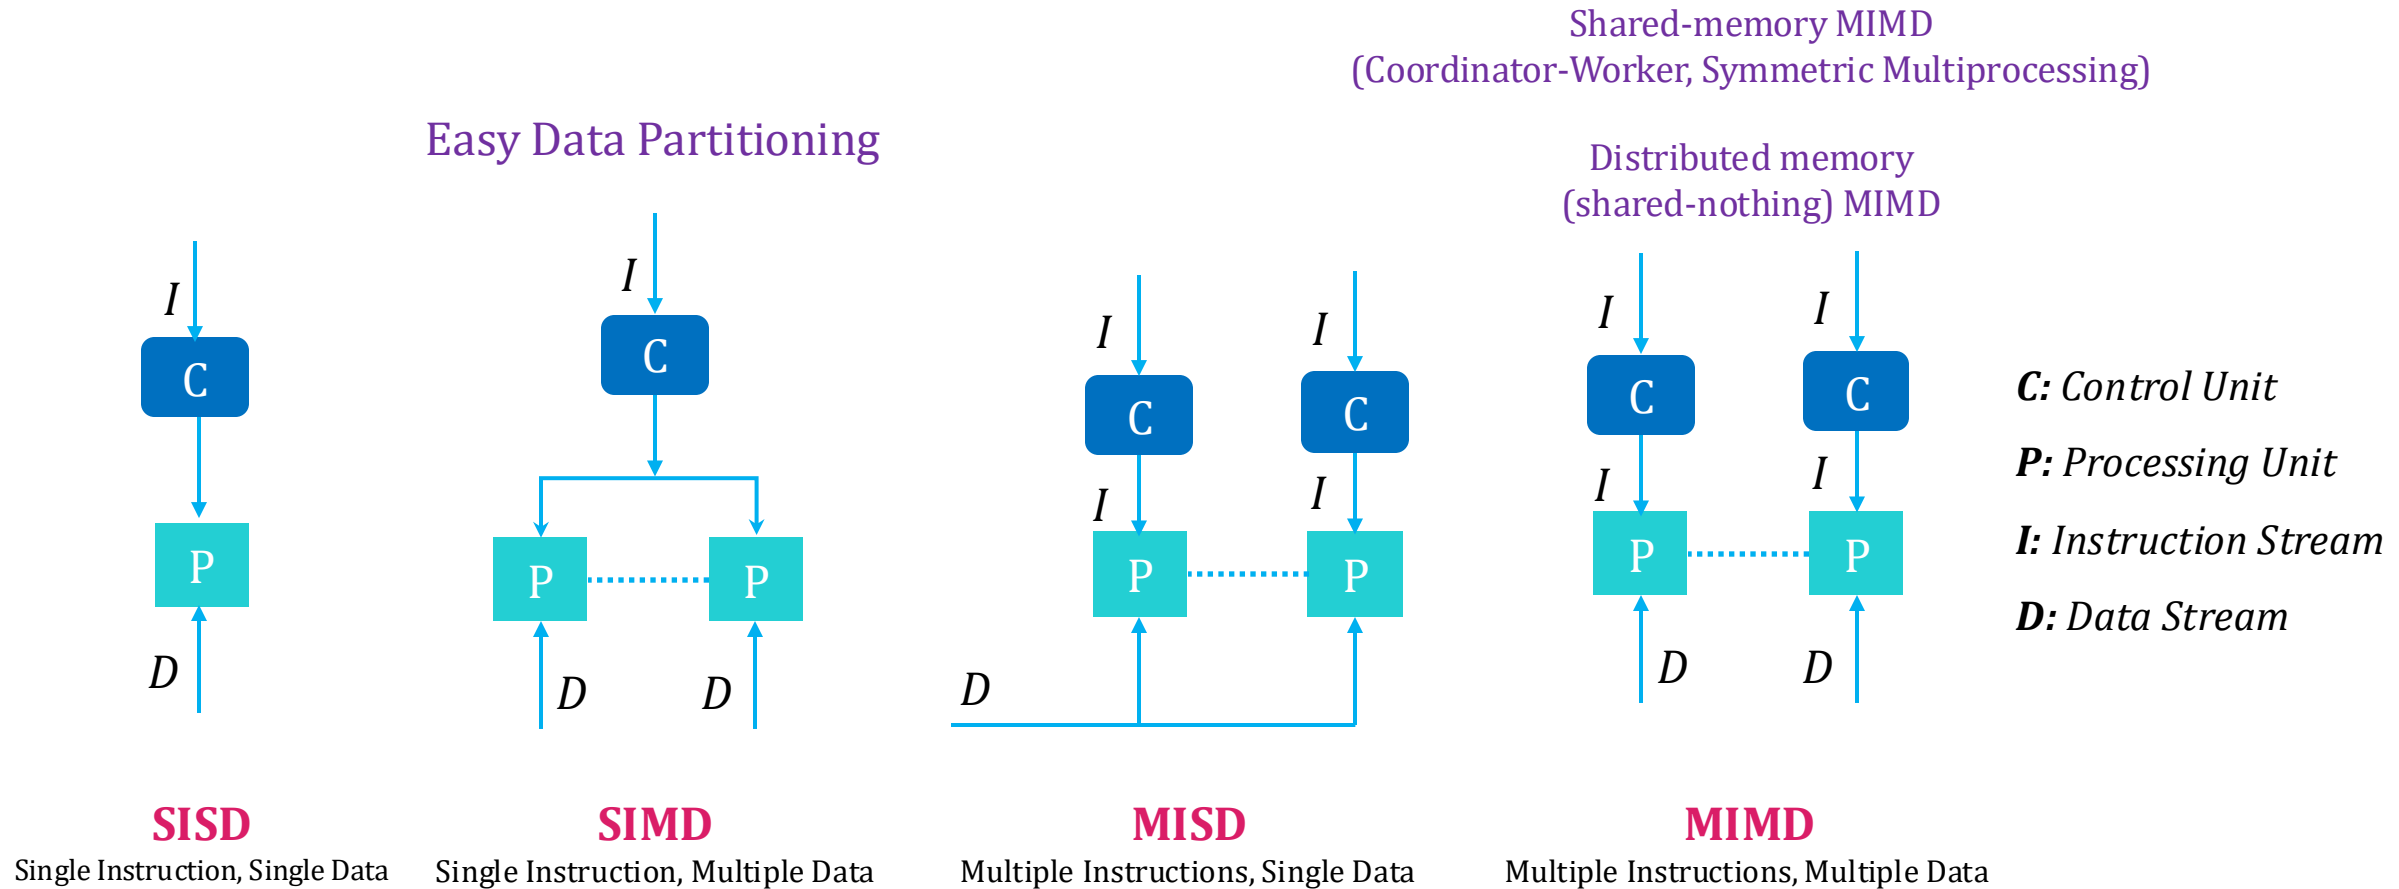 Shared-memory MIMD
(Coordinator-Worker, Symmetric Multiprocessing)
Easy Data Partitioning
Distributed memory
(shared-nothing) MIMD
I
C
P
D
SISD
Single Instruction, Single Data
I
C
P
P
D
D
SIMD
Single Instruction, Multiple Data
I
I
C
C
I
I
P
P
D
MISD
Multiple Instructions, Single Data
I
I
C
C
I
I
P
P
D
D
MIMD
Multiple Instructions, Multiple Data
C: Control Unit
P: Processing Unit
I: Instruction Stream
D: Data Stream